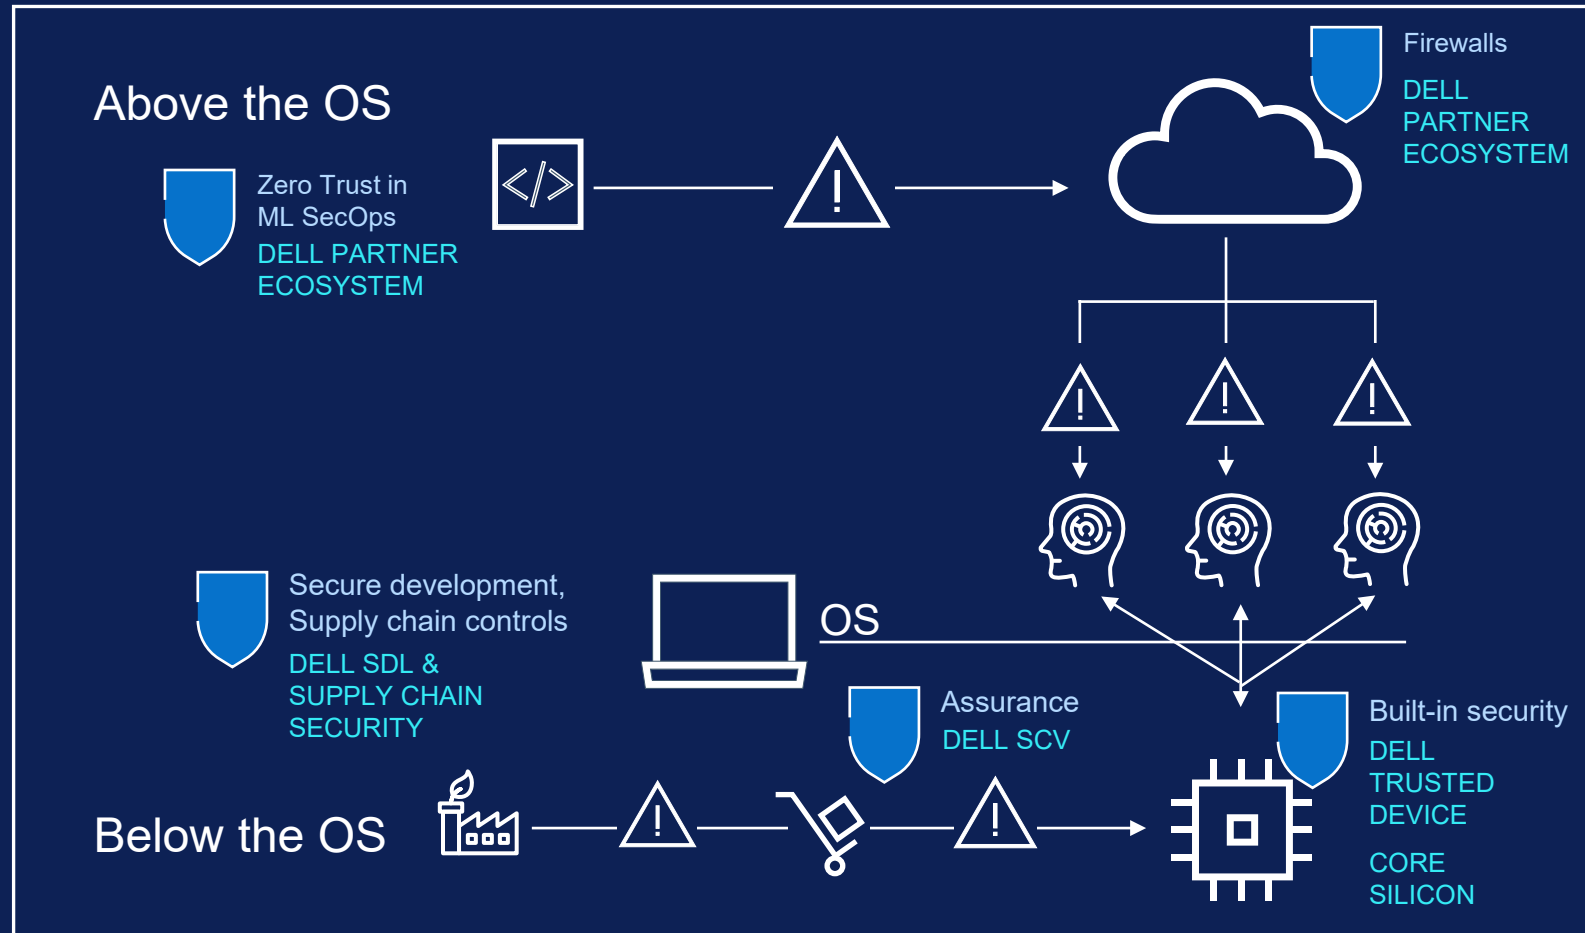 Above the OS
Zero Trust in
ML SecOps
DELL PARTNER
ECOSYSTEM
</>
Firewalls
DELL
PARTNER
ECOSYSTEM
Secure development,
Supply chain controls
DELL SDL &
SUPPLY CHAIN
SECURITY
OS
Assurance
DELL SCV
Built-in security
DELL
TRUSTED
DEVICE
CORE
SILICON
Below the OS